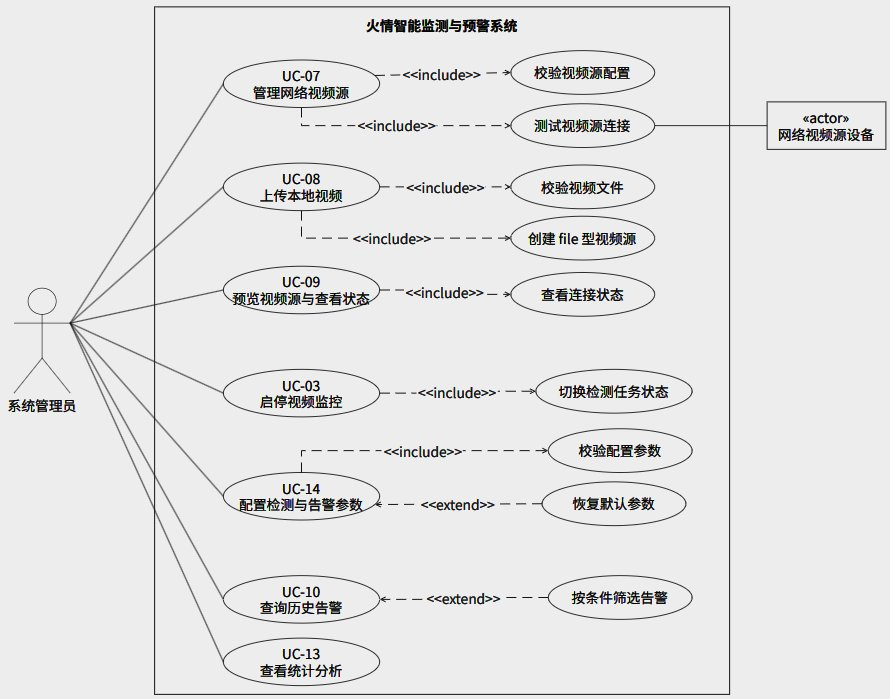 火情智能监测与预警系统
UC-07
管理网络视频源
<<include>>
校验视频源配置
<<include>>
测试视频源连接
«actor»
网络视频源设备
UC-08
上传本地视频
<<include>>
校验视频文件
<<include>>
创建 file 型视频源
UC-09
预览视频源与查看状态
<<include>>
查看连接状态
系统管理员
UC-03
启停视频监控
<<include>>
切换检测任务状态
<<include>>
校验配置参数
UC-14
配置检测与告警参数
<<extend>>
恢复默认参数
UC-10
查询历史告警
<<extend>>
按条件筛选告警
UC-13
查看统计分析